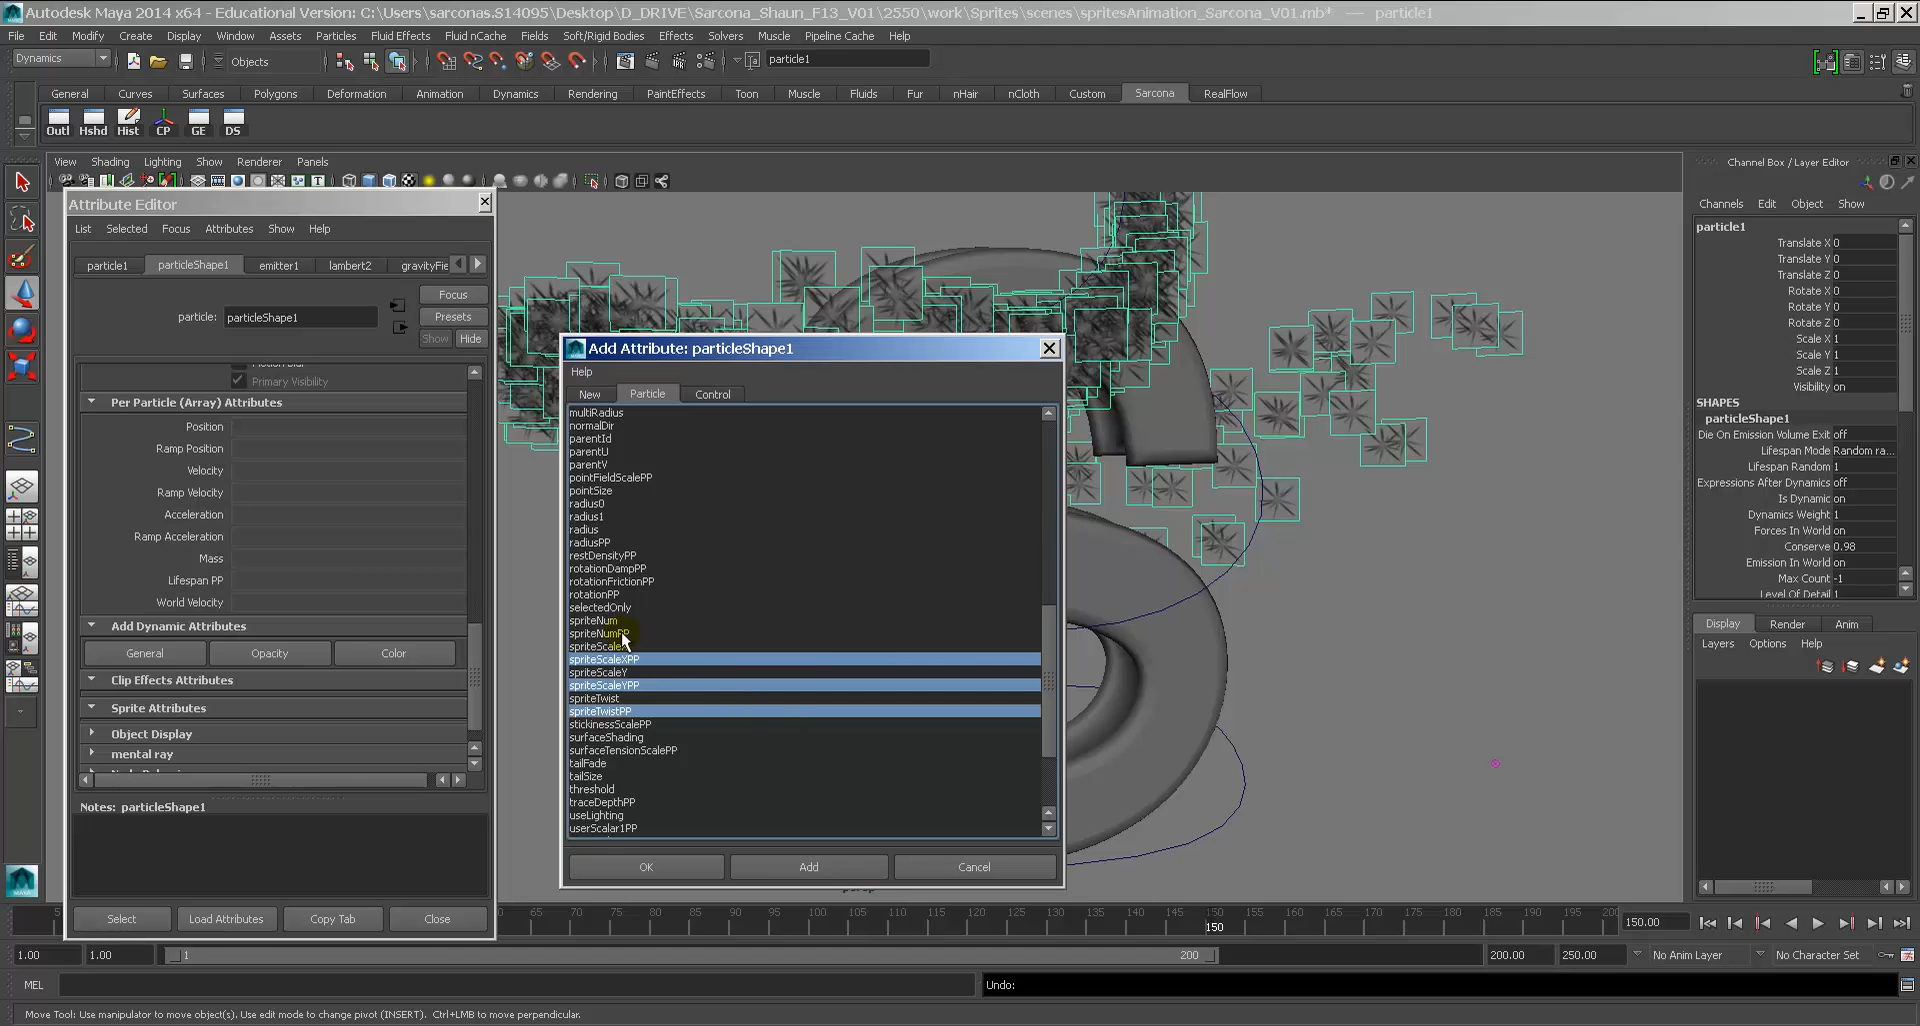 Autodesk Maya 2014 x64 - Educational Version: C:\Users\sarconas.S14095\Desktop\D_DRIVE\Sarcona_Shaun_F13_V01\2550\work\Sprites\scenes\spritesAnimation_Sarcona_V01.mb* --- particle1
File Edit Modify Create Display Window Assets Particles Fluid Effects Fluid nCache Fields Soft/Rigid Bodies Effects Solvers Muscle Pipeline Cache Help
Dynamics Objects particle1
General Curves Surfaces Polygons Deformation Animation Dynamics Rendering PaintEffects Toon Muscle Fluids Fur nHair nCloth Custom Sarcona RealFlow
Outl Hshd Hist CP GE DS
View Shading Lighting Show Renderer Panels
Attribute Editor
List Selected Focus Attributes Show Help
particle1 particleShape1 emitter1 lambert2 gravityFie
Focus
particle: particleShape1 Presets
Show Hide
Primary Visibility
Per Particle (Array) Attributes
Position
Ramp Position
Velocity
Ramp Velocity
Acceleration
Ramp Acceleration
Mass
Lifespan PP
World Velocity
Add Dynamic Attributes
General Opacity Color
Clip Effects Attributes
Sprite Attributes
Object Display
mental ray
Notes: particleShape1
Select Load Attributes Copy Tab Close
Add Attribute: particleShape1
Help
New Particle Control
multiRadius
normalDir
parentId
parentU
parentV
pointFieldScalePP
pointSize
radius0
radius1
radius
radiusPP
restDensityPP
rotationDampPP
rotationFrictionPP
rotationPP
selectedOnly
spriteNum
spriteNumPP
spriteScaleX
spriteScaleXPP
spriteScaleY
spriteScaleYPP
spriteTwist
spriteTwistPP
stickinessScalePP
surfaceShading
surfaceTensionScalePP
tailFade
tailSize
threshold
traceDepthPP
useLighting
userScalar1PP
OK Add Cancel
Channel Box / Layer Editor
Channels Edit Object Show
particle1
Translate X 0
Translate Y 0
Translate Z 0
Rotate X 0
Rotate Y 0
Rotate Z 0
Scale X 1
Scale Y 1
Scale Z 1
Visibility on
SHAPES
particleShape1
Die On Emission Volume Exit off
Lifespan Mode Random ra...
Lifespan Random 1
Expressions After Dynamics off
Is Dynamic on
Dynamics Weight 1
Forces In World on
Conserve 0.98
Emission In World on
Max Count -1
Level Of Detail 1
Display Render Anim
Layers Options Help
65 70 75 80 85 90 95 100 105 110 115 120 125 130 135 140 145 150 155 160 165 170 175 180 185 190 195 200 150.00
150
1.00 1.00 1 200 200.00 250.00 No Anim Layer No Character Set
MEL Undo:
Move Tool: Use manipulator to move object(s). Use edit mode to change pivot (INSERT). Ctrl+LMB to move perpendicular.